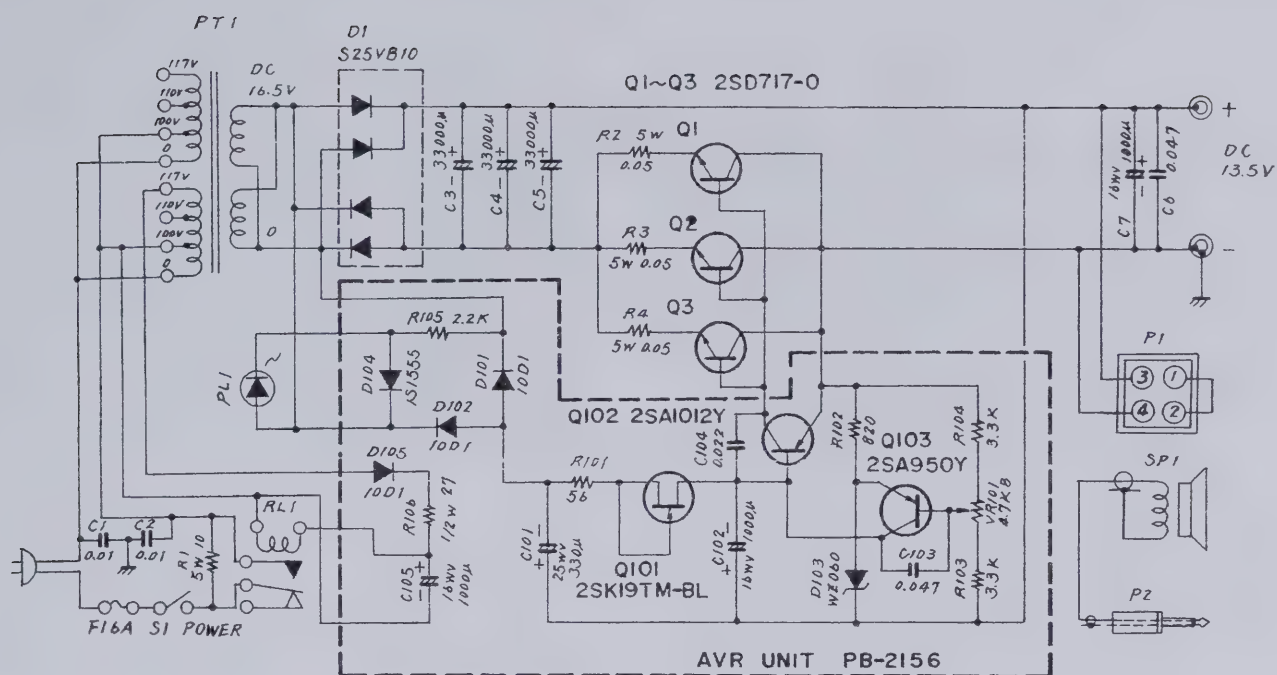 PT1
117V
110V
100V
0
117V
110V
100V
0
DC
16.5V
0
D1
S25VB10
Q1~Q3 2SD717-O
C3
33000μ
C4
33000μ
C5
33000μ
R2 5W
0.05
Q1
R3
5W 0.05
Q2
R4
5W 0.05
Q3
C7
16WV 1000μ
C6
0.047
+
DC
13.5V
-
P1
3
1
4
2
SP1
P2
R105 2.2K
D104
1S1555
D101
10D1
D102
10D1
PL1
D105
10D1
R106
1/2W 27
C105
16WV
1000μ
RL1
C1
0.01
C2
0.01
R1
5W 10
F1 6A S1 POWER
Q102 2SA1012Y
R101
56
C104
0.022
Q101
2SK19TM-BL
C101
25WV
330μ
C102
16WV 1000μ
R102
820
Q103
2SA950Y
R104
3.3K
VR101
4.7KB
D103
WZ060
C103
0.047
R103
3.3K
AVR UNIT PB-2156